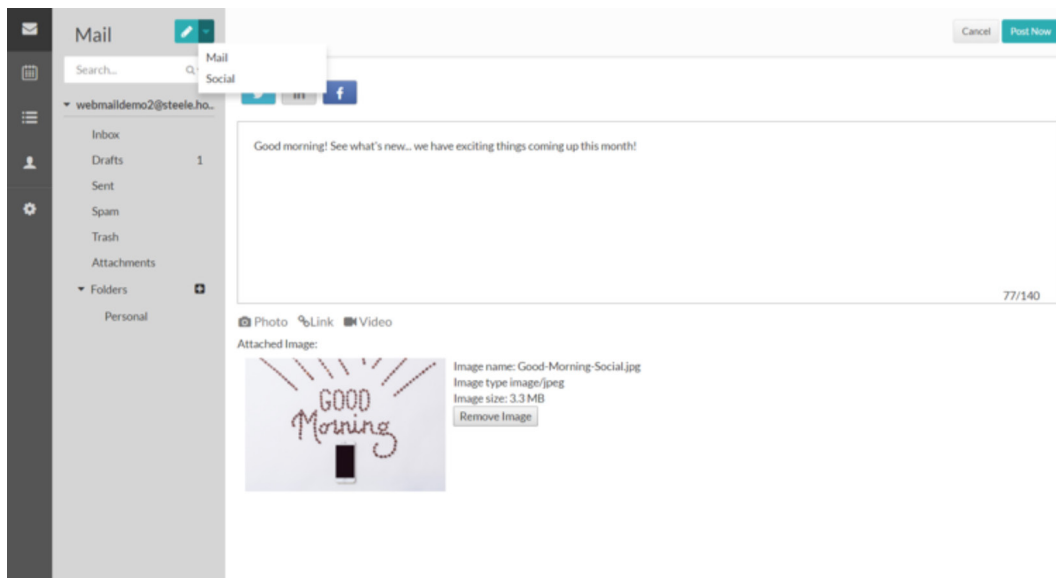 Mail
Cancel
Post Now
Mail
Social
Search...
webmaildemo2@steele.ho..
in
f
Inbox
Drafts 1
Sent
Spam
Trash
Attachments
Folders
Personal
Good morning! See what's new... we have exciting things coming up this month!
77/140
Photo Link Video
Attached Image:
GOOD
Morning
Image name: Good-Morning-Social.jpg
Image type image/jpeg
Image size: 3.3 MB
Remove Image